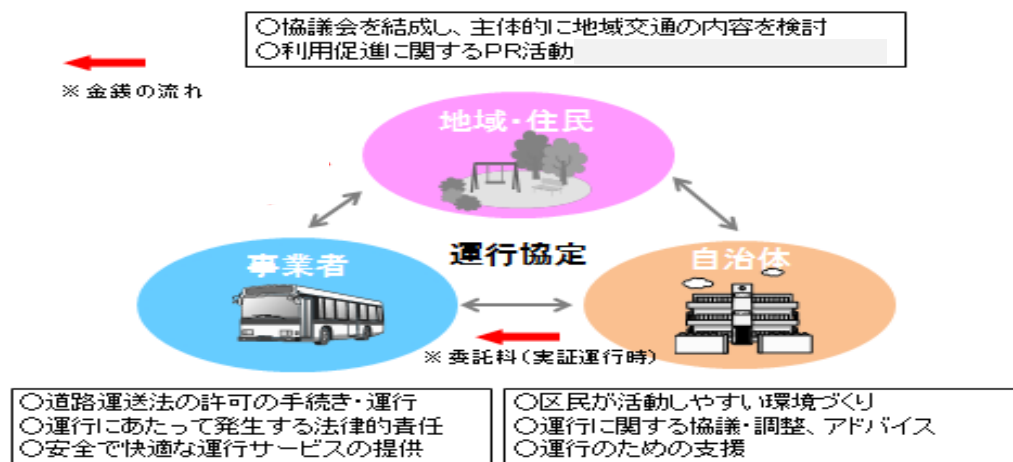 ○協議会を結成し、主体的に地域交通の内容を検討
○利用促進に関するPR活動
※金銭の流れ
地域・住民
運行協定
事業者
自治体
※委託料(実証運行時)
○道路運送法の許可の手続き・運行
○運行にあたって発生する法律的責任
○安全で快適な運行サービスの提供
○区民が活動しやすい環境づくり
○運行に関する協議・調整、アドバイス
○運行のための支援